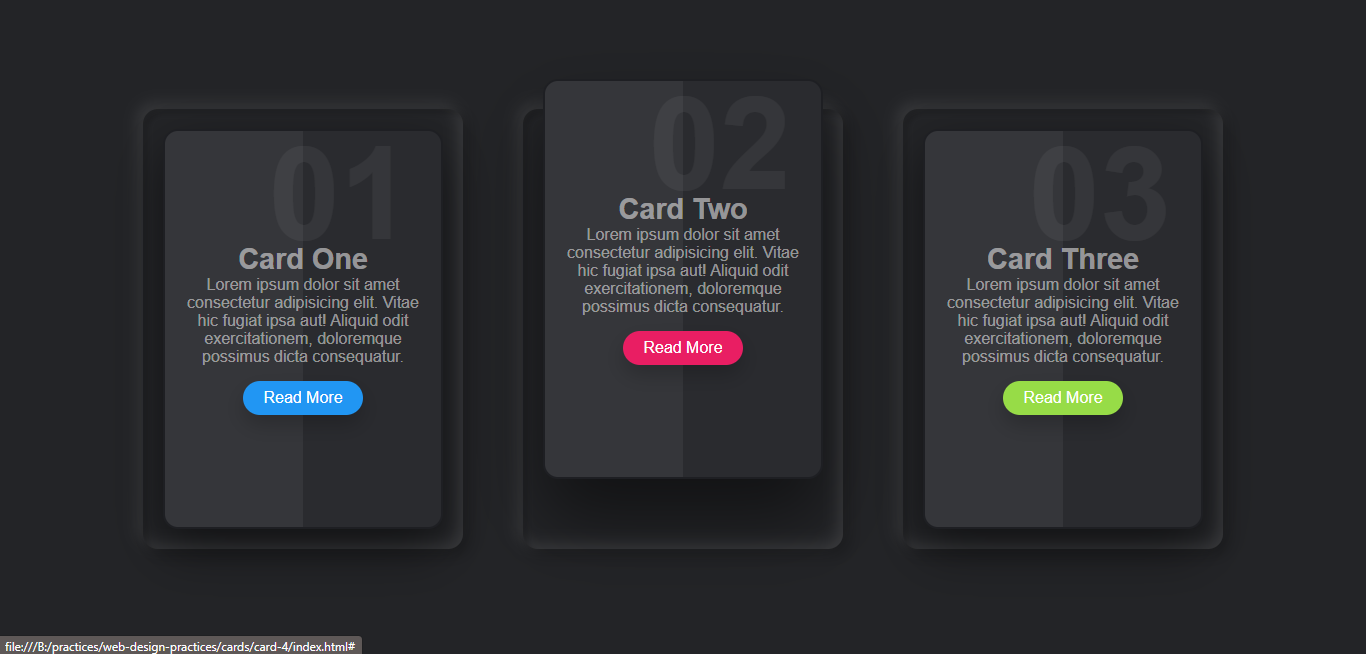 01
Card One
Lorem ipsum dolor sit amet
consectetur adipisicing elit. Vitae
hic fugiat ipsa aut! Aliquid odit
exercitationem, doloremque
possimus dicta consequatur.
Read More
02
Card Two
Lorem ipsum dolor sit amet
consectetur adipisicing elit. Vitae
hic fugiat ipsa aut! Aliquid odit
exercitationem, doloremque
possimus dicta consequatur.
Read More
03
Card Three
Lorem ipsum dolor sit amet
consectetur adipisicing elit. Vitae
hic fugiat ipsa aut! Aliquid odit
exercitationem, doloremque
possimus dicta consequatur.
Read More
file:///B:/practices/web-design-practices/cards/card-4/index.html#